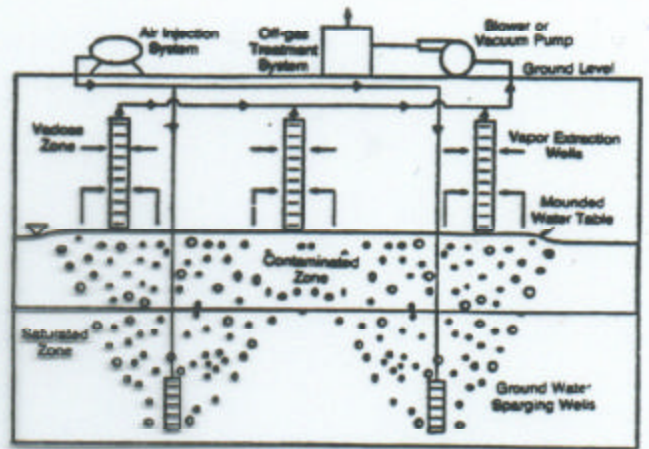 Air Injection
System
Off-gas
Treatment
System
Blower or
Vacuum Pump
Ground Level
Vadose
Zone
Vapor Extraction
Wells
Mounded
Water Table
Contaminated
Zone
Saturated
Zone
Ground Water
Sparging Wells